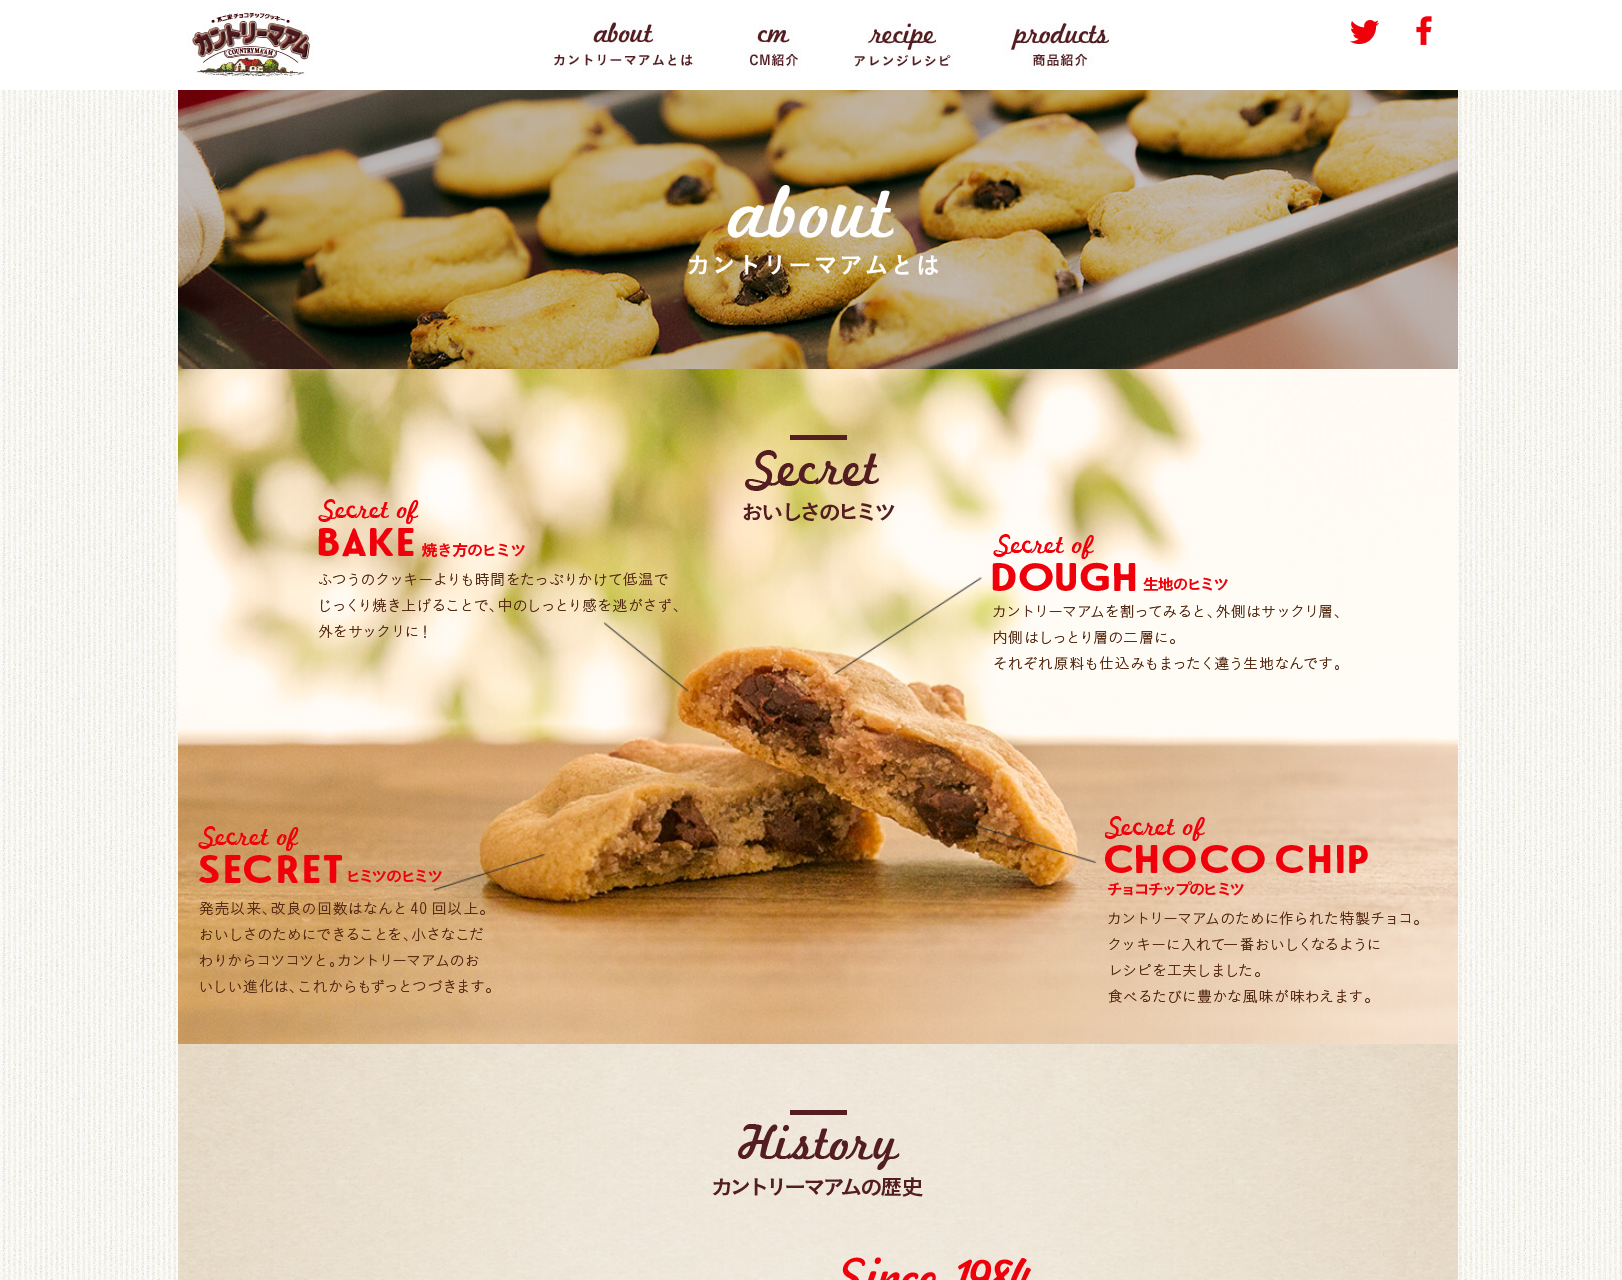 不二家 チョコチップクッキー
カントリーマアム
COUNTRY MA'AM
about
カントリーマアムとは
cm
CM紹介
recipe
アレンジレシピ
products
商品紹介
about
カントリーマアムとは
Secret
おいしさのヒミツ
Secret of
BAKE 焼き方のヒミツ
ふつうのクッキーよりも時間をたっぷりかけて低温で
じっくり焼き上げることで、中のしっとり感を逃がさず、
外をサックリに！
Secret of
DOUGH 生地のヒミツ
カントリーマアムを割ってみると、外側はサックリ層、
内側はしっとり層の二層に。
それぞれ原料も仕込みもまったく違う生地なんです。
Secret of
SECRET ヒミツのヒミツ
発売以来、改良の回数はなんと 40 回以上。
おいしさのためにできることを、小さなこだ
わりからコツコツと。カントリーマアムのお
いしい進化は、これからもずっとつづきます。
Secret of
CHOCO CHIP
チョコチップのヒミツ
カントリーマアムのために作られた特製チョコ。
クッキーに入れて一番おいしくなるように
レシピを工夫しました。
食べるたびに豊かな風味が味わえます。
History
カントリーマアムの歴史
Since 1984